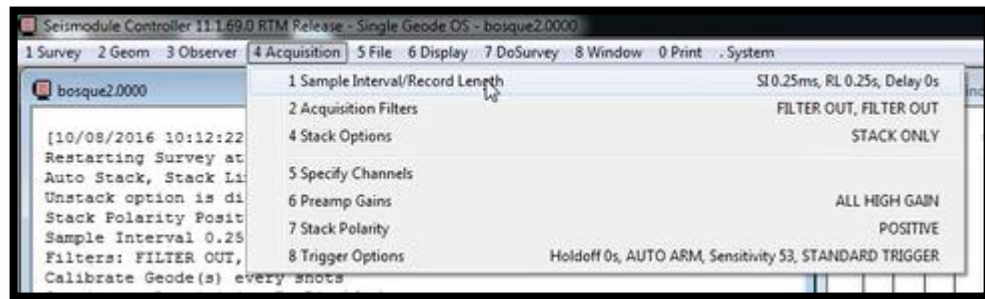 Seismodule Controller 11.1.69.0 RTM Release - Single Geode OS - bosque2.0000
1 Survey 2 Geom 3 Observer 4 Acquisition 5 File 6 Display 7 DoSurvey 8 Window 0 Print . System
bosque2.0000
1 Sample Interval/Record Length SI 0.25ms, RL 0.25s, Delay 0s
2 Acquisition Filters FILTER OUT, FILTER OUT
4 Stack Options STACK ONLY
5 Specify Channels
6 Preamp Gains ALL HIGH GAIN
7 Stack Polarity POSITIVE
8 Trigger Options Holdoff 0s, AUTO ARM, Sensitivity 53, STANDARD TRIGGER
[10/08/2016 10:12:22
Restarting Survey at
Auto Stack, Stack Li
Unstack option is di
Stack Polarity Posit
Sample Interval 0.25
Filters: FILTER OUT,
Calibrate Geode(s) every shots